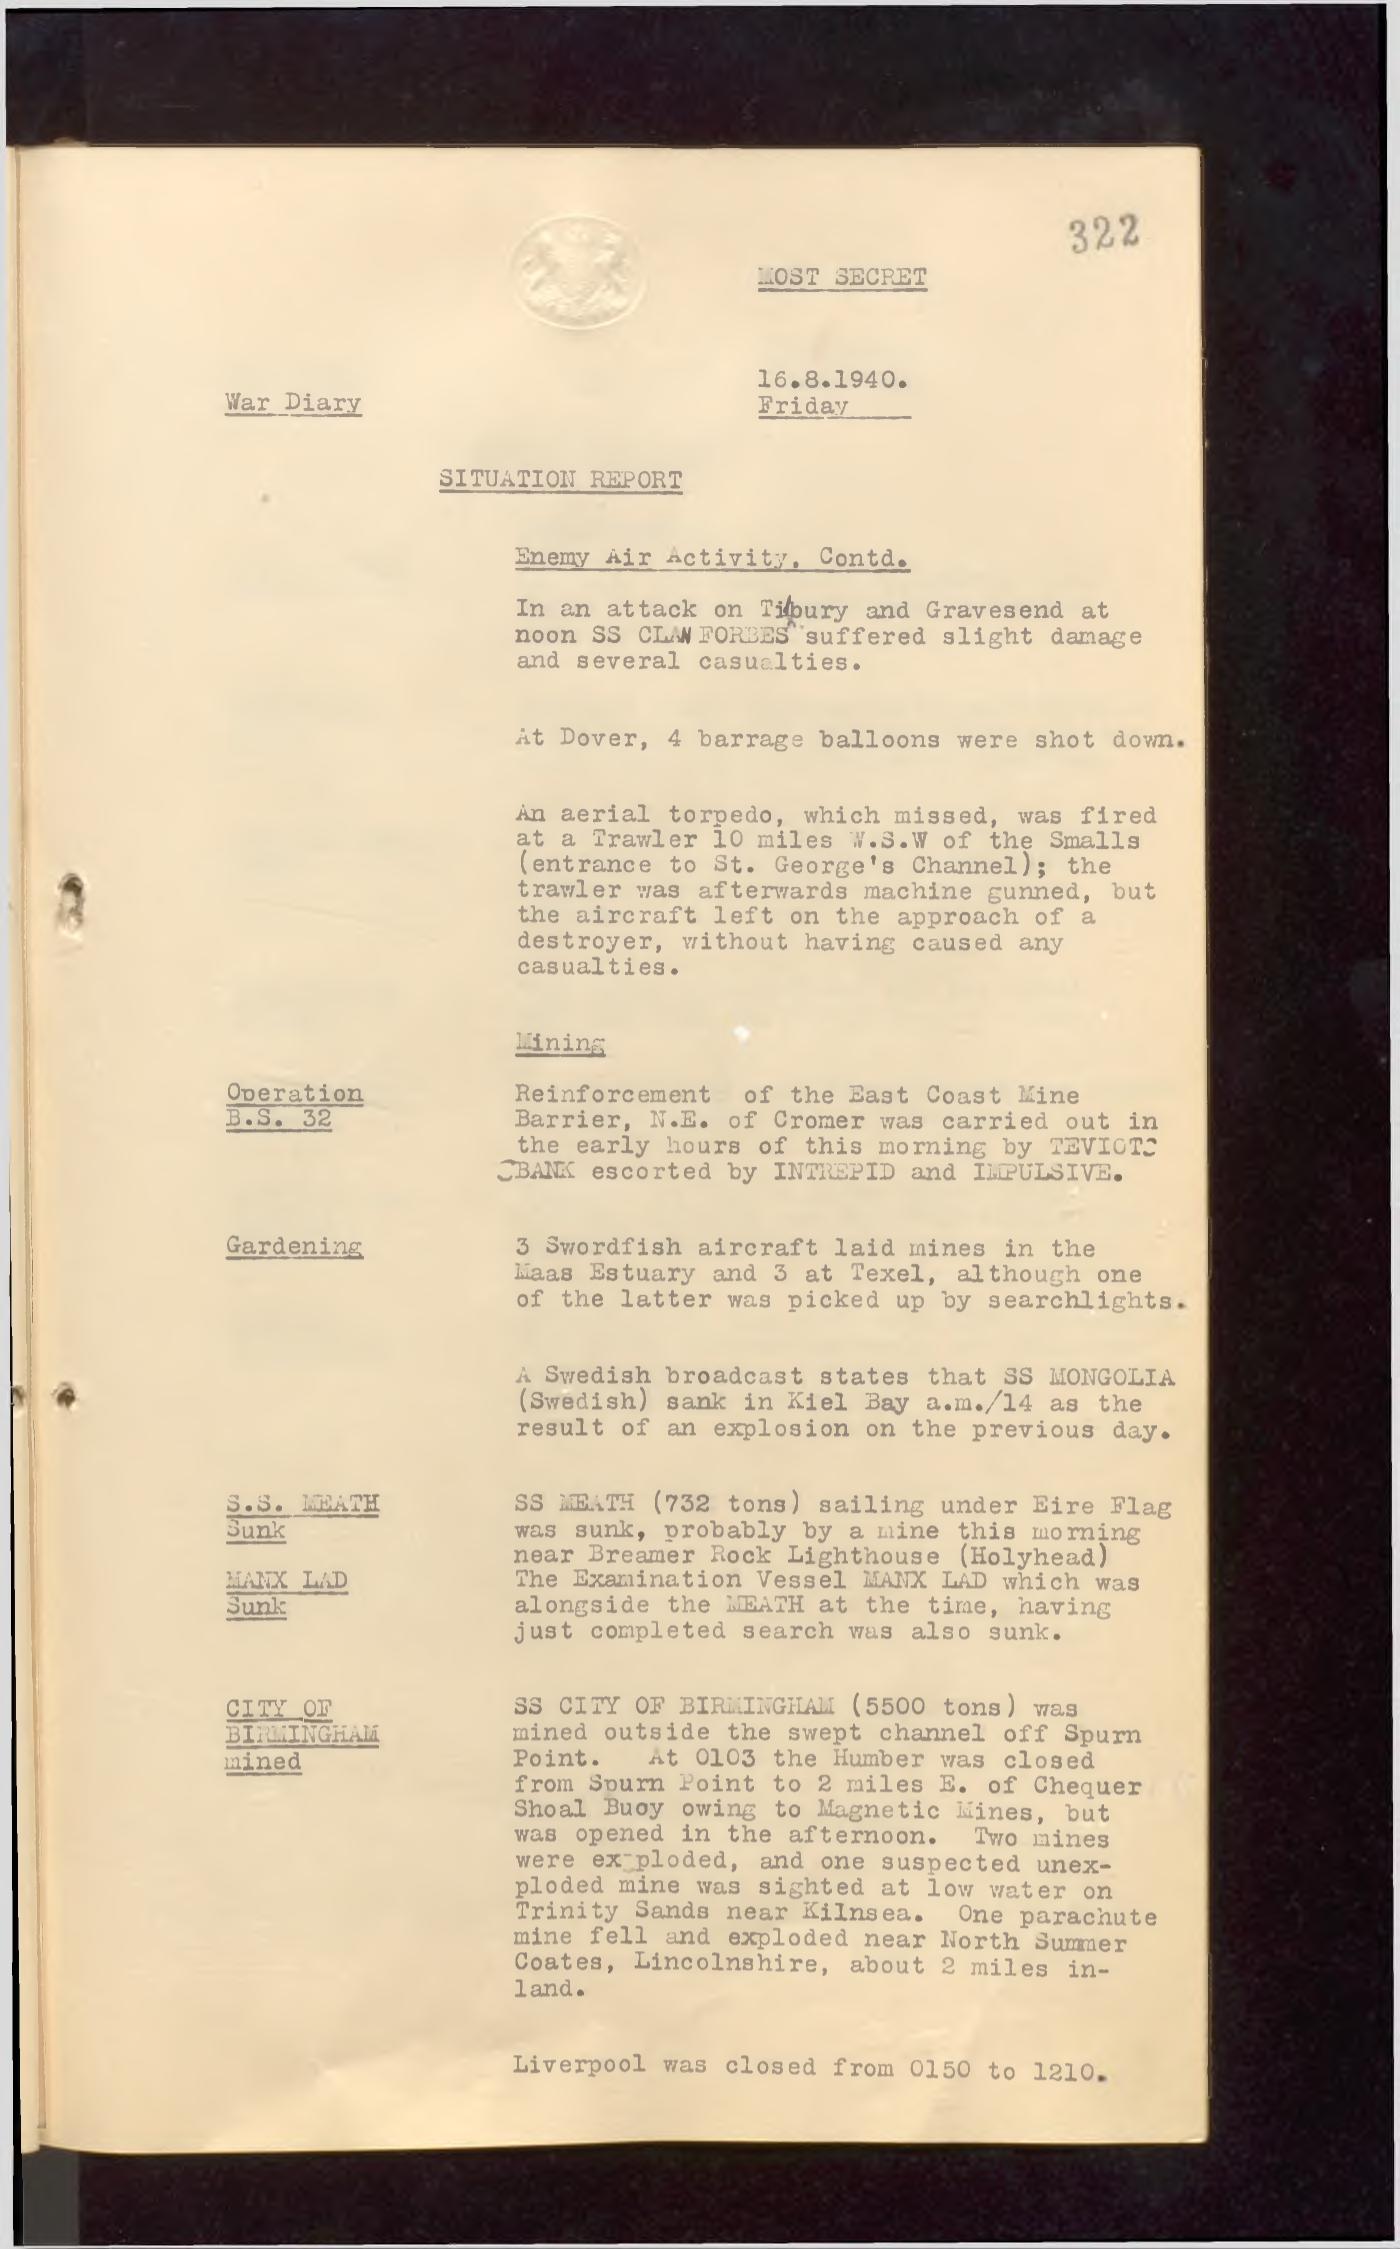 322
MOST SECRET
16.8.1940.
War Diary
Friday
SITUATION REPORT
Enemy Air Activity. Contd.
In an attack on Tilbury and Gravesend at
noon SS CLAN FORBES suffered slight damage
and several casualties.
At Dover, 4 barrage balloons were shot down.
An aerial torpedo, which missed, was fired
at a Trawler 10 miles W.S.W of the Smalls
(entrance to St. George's Channel); the
trawler was afterwards machine gunned, but
the aircraft left on the approach of a
destroyer, without having caused any
casualties.
Mining
Operation
B.S. 32
Reinforcement of the East Coast Mine
Barrier, N.E. of Cromer was carried out in
the early hours of this morning by TEVIOT
BANK escorted by INTREPID and IMPULSIVE.
Gardening
3 Swordfish aircraft laid mines in the
Maas Estuary and 3 at Texel, although one
of the latter was picked up by searchlights.
A Swedish broadcast states that SS MONGOLIA
(Swedish) sank in Kiel Bay a.m./14 as the
result of an explosion on the previous day.
S.S. MEATH
Sunk
MANX LAD
Sunk
SS MEATH (732 tons) sailing under Eire Flag
was sunk, probably by a mine this morning
near Breamer Rock Lighthouse (Holyhead)
The Examination Vessel MANX LAD which was
alongside the MEATH at the time, having
just completed search was also sunk.
CITY OF
BIRMINGHAM
mined
SS CITY OF BIRMINGHAM (5500 tons) was
mined outside the swept channel off Spurn
Point. At 0103 the Humber was closed
from Spurn Point to 2 miles E. of Chequer
Shoal Buoy owing to Magnetic Mines, but
was opened in the afternoon. Two mines
were exploded, and one suspected unex-
ploded mine was sighted at low water on
Trinity Sands near Kilnsea. One parachute
mine fell and exploded near North Summer
Coates, Lincolnshire, about 2 miles in-
land.
Liverpool was closed from 0150 to 1210.